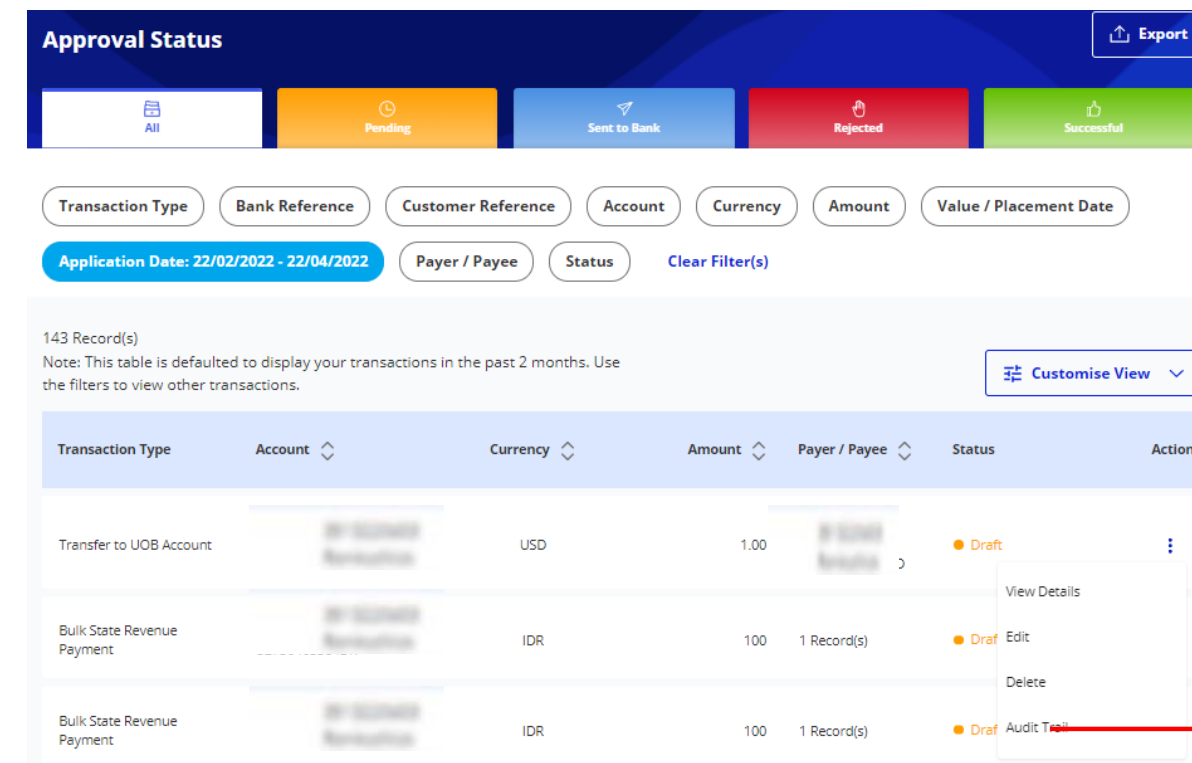 Approval Status
Export
All
Pending
Sent to Bank
Rejected
Successful
Transaction Type
Bank Reference
Customer Reference
Account
Currency
Amount
Value / Placement Date
Application Date: 22/02/2022 - 22/04/2022
Payer / Payee
Status
Clear Filter(s)
143 Record(s)
Note: This table is defaulted to display your transactions in the past 2 months. Use
the filters to view other transactions.
Customise View
Transaction Type Account Currency Amount Payer / Payee Status Action
Transfer to UOB Account USD 1.00 Draft
View Details
Bulk State Revenue
Payment
IDR 100 1 Record(s) Draf
Edit
Delete
Bulk State Revenue
Payment
IDR 100 1 Record(s) Draf
Audit Trail